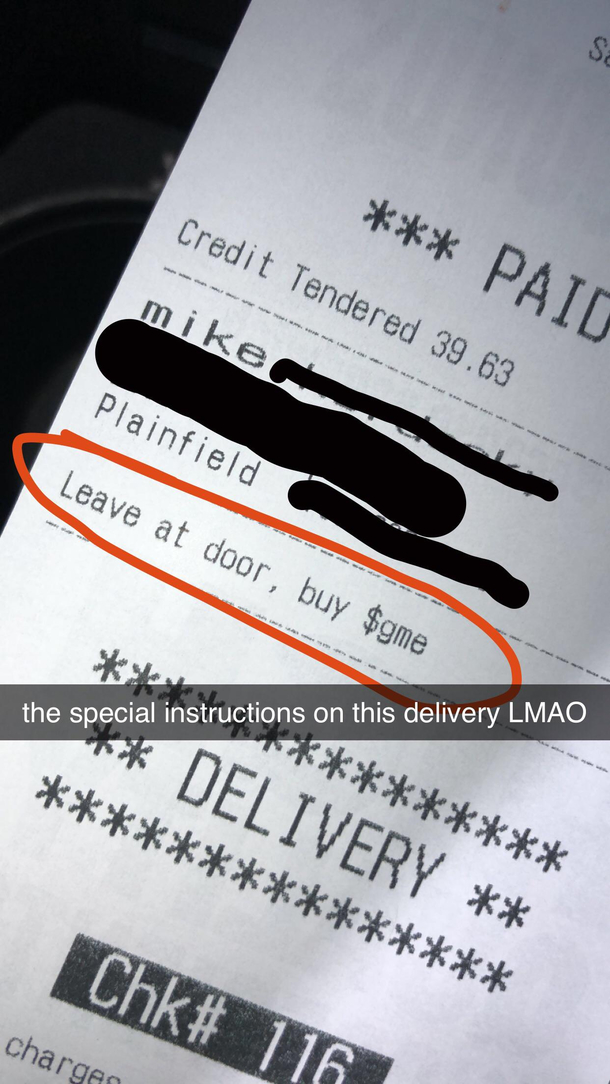 *** PAID
Credit Tendered 39.63
mike
Plainfield
Leave at door, buy $gme
the special instructions on this delivery LMAO
*****************
** DELIVERY **
*****************
Chk# 116
charges